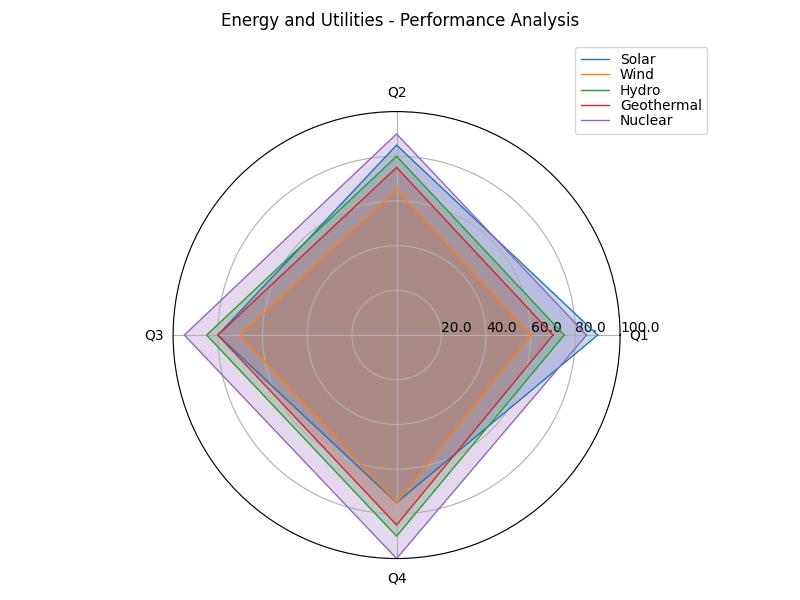 Energy and Utilities - Performance Analysis
Solar
Wind
Hydro
Geothermal
Nuclear
Q2
Q3
20.0
40.0
60.0
80.0
100.0
Q1
Q4